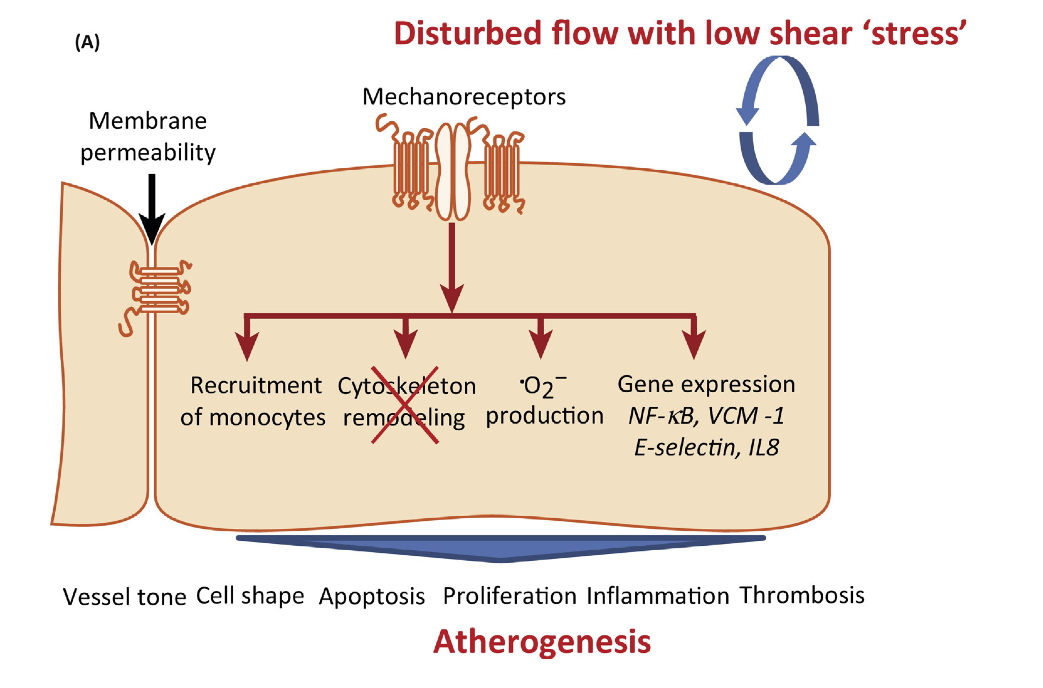 (A)
Disturbed flow with low shear ‘stress’
Mechanoreceptors
Membrane
permeability
Recruitment
of monocytes
Cytoskeleton
remodeling
•O2−
production
Gene expression
NF-κB, VCM -1
E-selectin, IL8
Vessel tone Cell shape Apoptosis Proliferation Inflammation Thrombosis
Atherogenesis